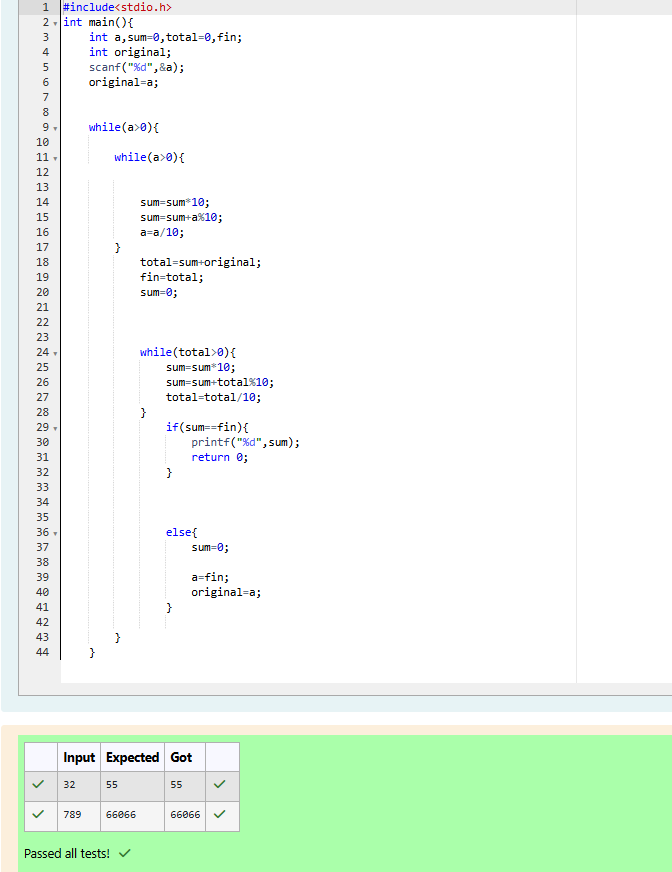 1 #include<stdio.h>
2 int main(){
3     int a,sum=0,total=0,fin;
4     int original;
5     scanf("%d",&a);
6     original=a;
7
8
9     while(a>0){
10
11         while(a>0){
12
13
14             sum=sum*10;
15             sum=sum+a%10;
16             a=a/10;
17         }
18             total=sum+original;
19             fin=total;
20             sum=0;
21
22
23
24             while(total>0){
25                 sum=sum*10;
26                 sum=sum+total%10;
27                 total=total/10;
28             }
29                 if(sum==fin){
30                     printf("%d",sum);
31                     return 0;
32                 }
33
34
35
36                 else{
37                     sum=0;
38
39                     a=fin;
40                     original=a;
41                 }
42
43         }
44     }
Input Expected Got
32 55 55
789 66066 66066
Passed all tests!